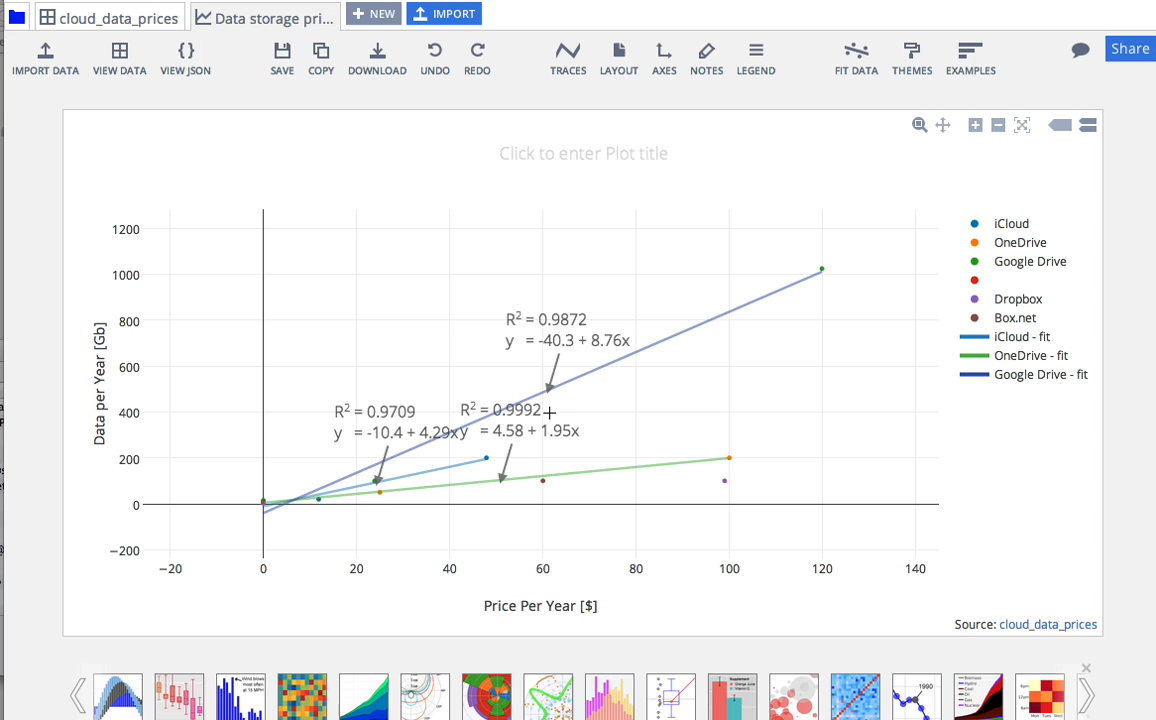 cloud_data_prices
Data storage pri...
NEW
IMPORT
IMPORT DATA
VIEW DATA
VIEW JSON
SAVE
COPY
DOWNLOAD
UNDO
REDO
TRACES
LAYOUT
AXES
NOTES
LEGEND
FIT DATA
THEMES
EXAMPLES
Share
Click to enter Plot title
1200
1000
800
600
400
200
0
−200
Data per Year [Gb]
R² = 0.9872
y = -40.3 + 8.76x
R² = 0.9709
y = -10.4 + 4.29x
R² = 0.9992
y = 4.58 + 1.95x
iCloud
OneDrive
Google Drive
Dropbox
Box.net
iCloud - fit
OneDrive - fit
Google Drive - fit
−20
0
20
40
60
80
100
120
140
Price Per Year [$]
Source: cloud_data_prices
1990